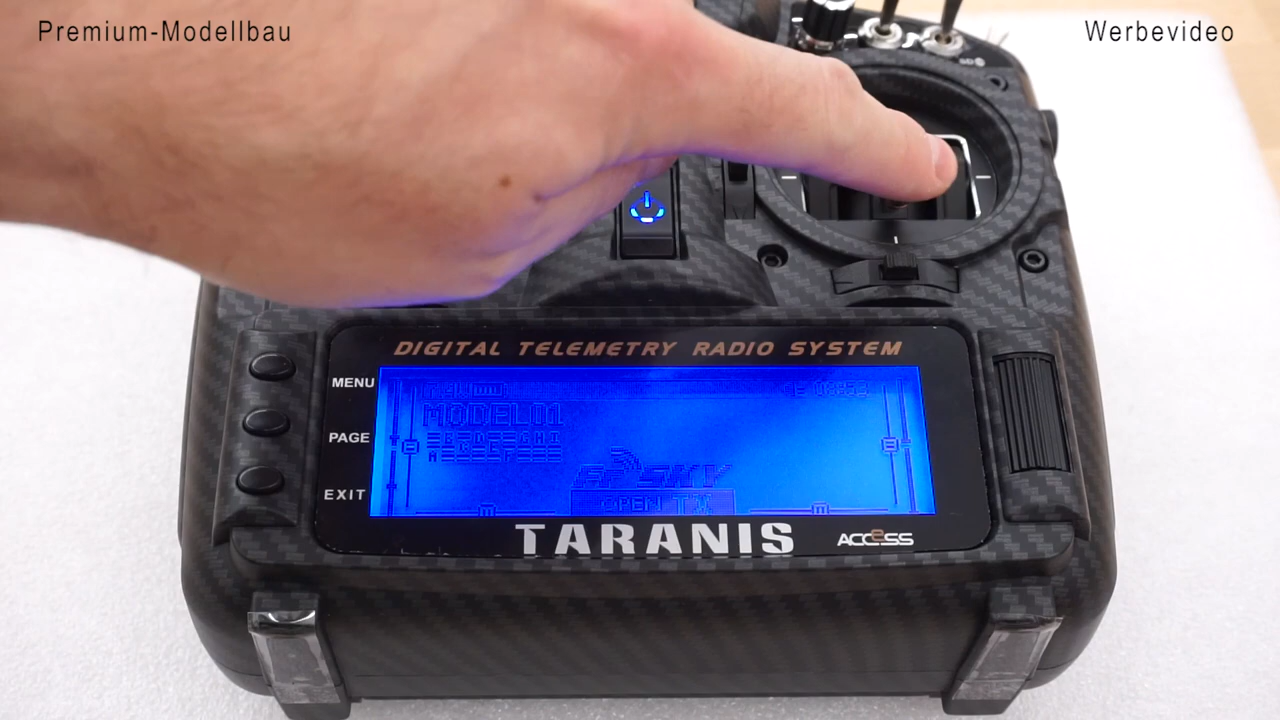 Premium-Modellbau
Werbevideo
DIGITAL TELEMETRY RADIO SYSTEM
MENU
PAGE
EXIT
MODEL01
OPEN TX
TARANIS
ACCESS